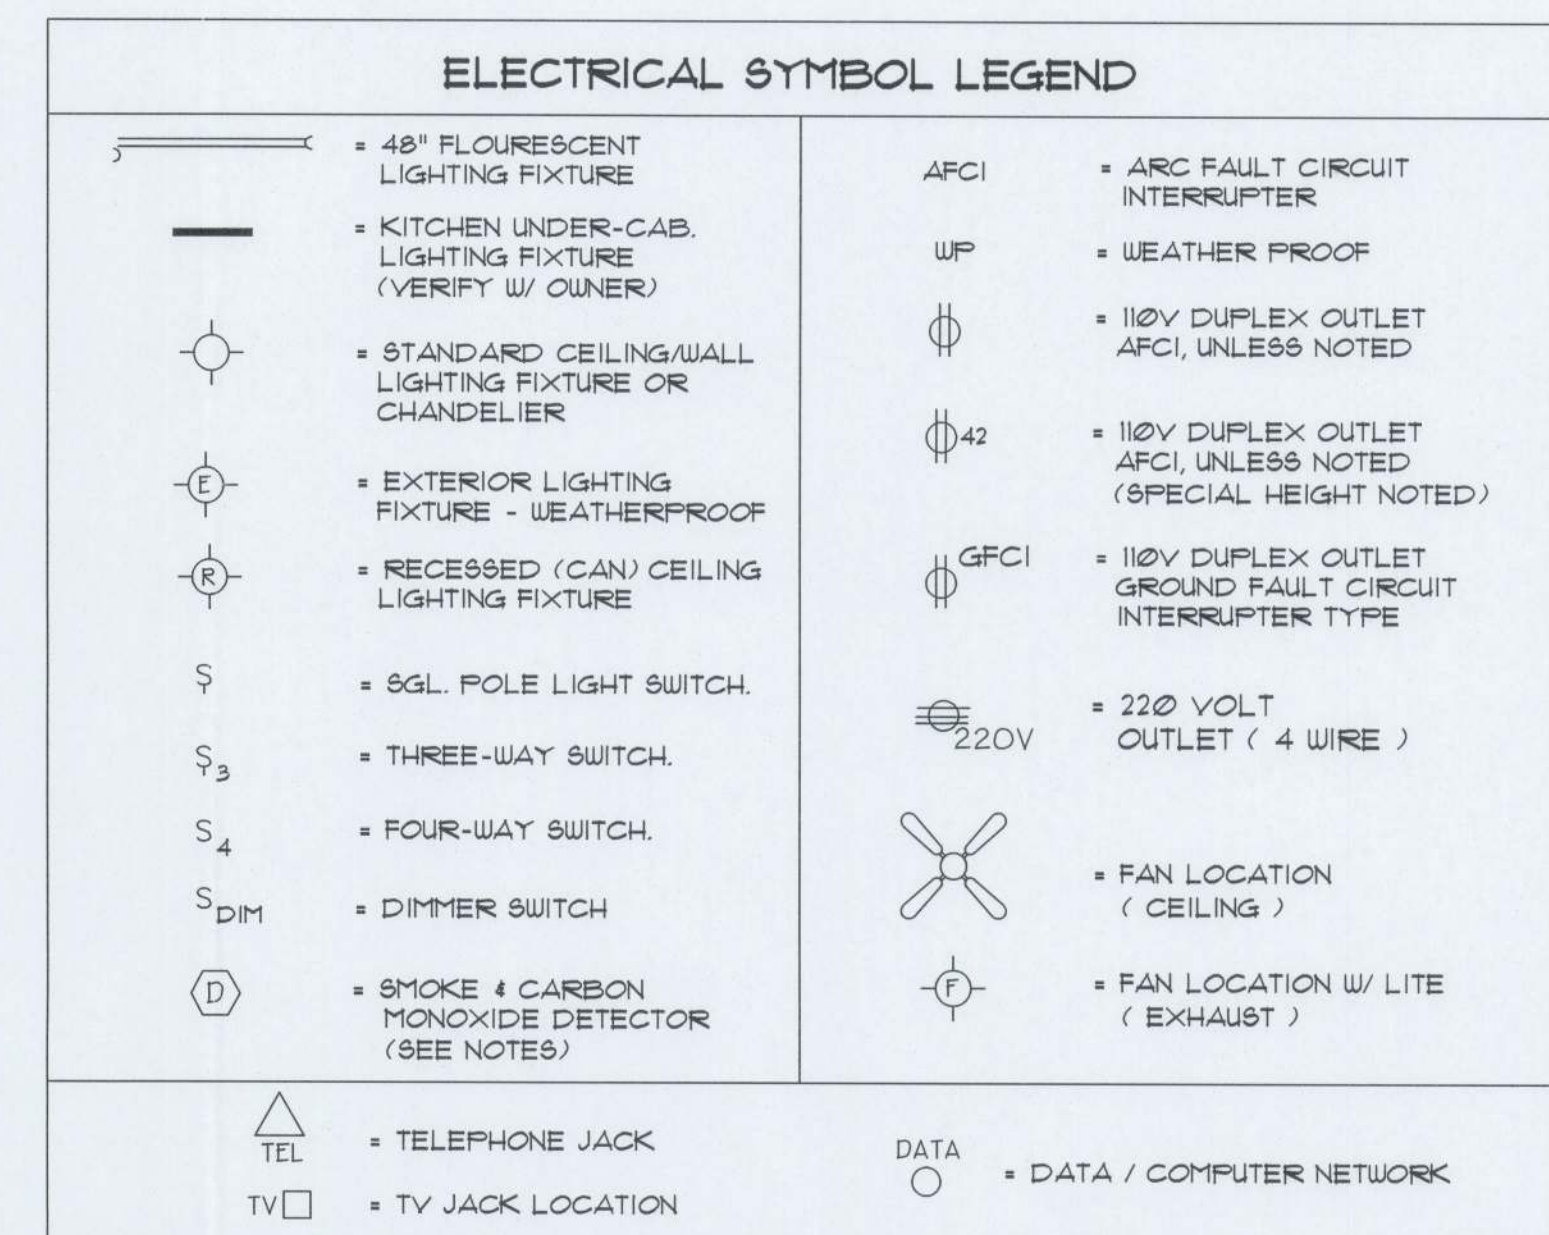 ELECTRICAL SYMBOL LEGEND
= 48" FLOURESCENT
LIGHTING FIXTURE
= KITCHEN UNDER-CAB.
LIGHTING FIXTURE
(VERIFY W/ OWNER)
= STANDARD CEILING/WALL
LIGHTING FIXTURE OR
CHANDELIER
E = EXTERIOR LIGHTING
FIXTURE - WEATHERPROOF
R = RECESSED (CAN) CEILING
LIGHTING FIXTURE
S = SGL. POLE LIGHT SWITCH.
S3 = THREE-WAY SWITCH.
S4 = FOUR-WAY SWITCH.
S DIM = DIMMER SWITCH
D = SMOKE & CARBON
MONOXIDE DETECTOR
(SEE NOTES)
AFCI = ARC FAULT CIRCUIT
INTERRUPTER
WP = WEATHER PROOF
= 110V DUPLEX OUTLET
AFCI, UNLESS NOTED
42 = 110V DUPLEX OUTLET
AFCI, UNLESS NOTED
(SPECIAL HEIGHT NOTED)
GFCI = 110V DUPLEX OUTLET
GROUND FAULT CIRCUIT
INTERRUPTER TYPE
= 220 VOLT
220V OUTLET ( 4 WIRE )
= FAN LOCATION
( CEILING )
F = FAN LOCATION W/ LITE
( EXHAUST )
TEL = TELEPHONE JACK
TV = TV JACK LOCATION
DATA
= DATA / COMPUTER NETWORK